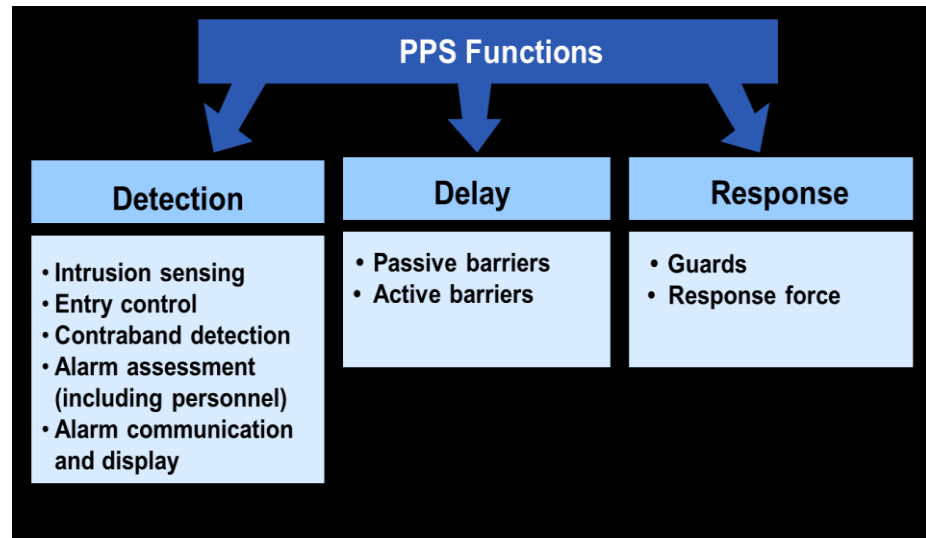 PPS Functions
Detection
• Intrusion sensing
• Entry control
• Contraband detection
• Alarm assessment
(including personnel)
• Alarm communication
and display
Delay
• Passive barriers
• Active barriers
Response
• Guards
• Response force